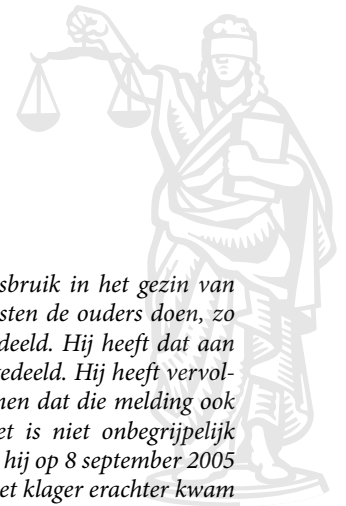 sbruik in het gezin van
sten de ouders doen, zo
deeld. Hij heeft dat aan
edeeld. Hij heeft vervol-
nen dat die melding ook
et is niet onbegrijpelijk
hij op 8 september 2005
et klager erachter kwam